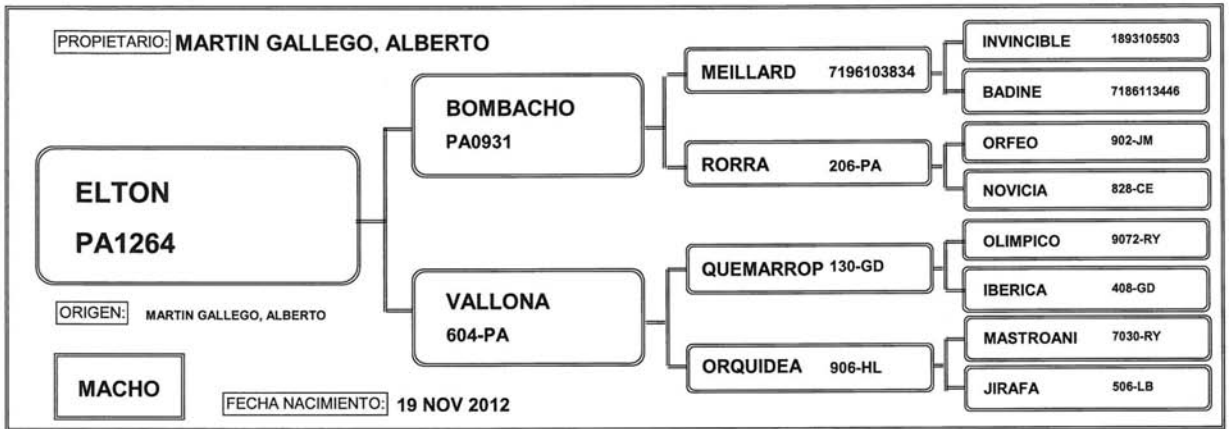 PROPIETARIO: MARTIN GALLEGO, ALBERTO
ELTON
PA1264
ORIGEN: MARTIN GALLEGO, ALBERTO
MACHO
FECHA NACIMIENTO: 19 NOV 2012
BOMBACHO
PA0931
VALLONA
604-PA
MEILLARD 7196103834
RORRA 206-PA
QUEMARROP 130-GD
ORQUIDEA 906-HL
INVINCIBLE 1893105503
BADINE 7186113446
ORFEO 902-JM
NOVICIA 828-CE
OLIMPICO 9072-RY
IBERICA 408-GD
MASTROANI 7030-RY
JIRAFA 506-LB